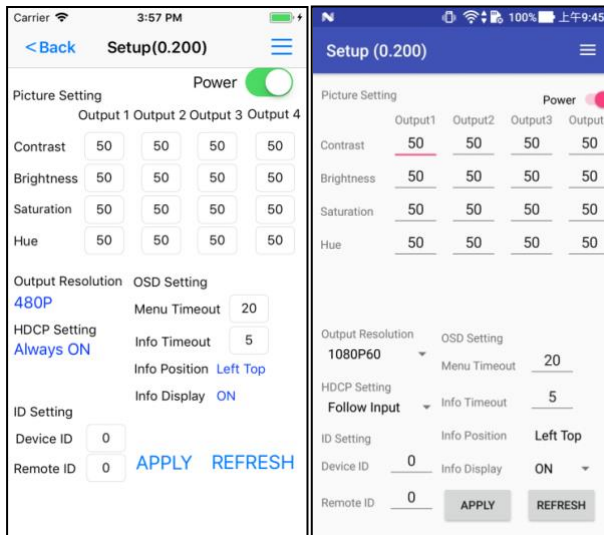 Carrier 3:57 PM
<Back Setup(0.200)
Power
Picture Setting
Output 1 Output 2 Output 3 Output 4
Contrast 50 50 50 50
Brightness 50 50 50 50
Saturation 50 50 50 50
Hue 50 50 50 50
Output Resolution OSD Setting
480P
Menu Timeout 20
HDCP Setting
Always ON
Info Timeout 5
Info Position Left Top
Info Display ON
ID Setting
Device ID 0
Remote ID 0
APPLY REFRESH
N 100% 上午9:45
Setup (0.200)
Picture Setting
Power
Output1 Output2 Output3 Output
Contrast 50 50 50 50
Brightness 50 50 50 50
Saturation 50 50 50 50
Hue 50 50 50 50
Output Resolution OSD Setting
1080P60
Menu Timeout 20
HDCP Setting
Follow Input
Info Timeout 5
ID Setting
Info Position Left Top
Device ID 0
Info Display ON
Remote ID 0
APPLY REFRESH